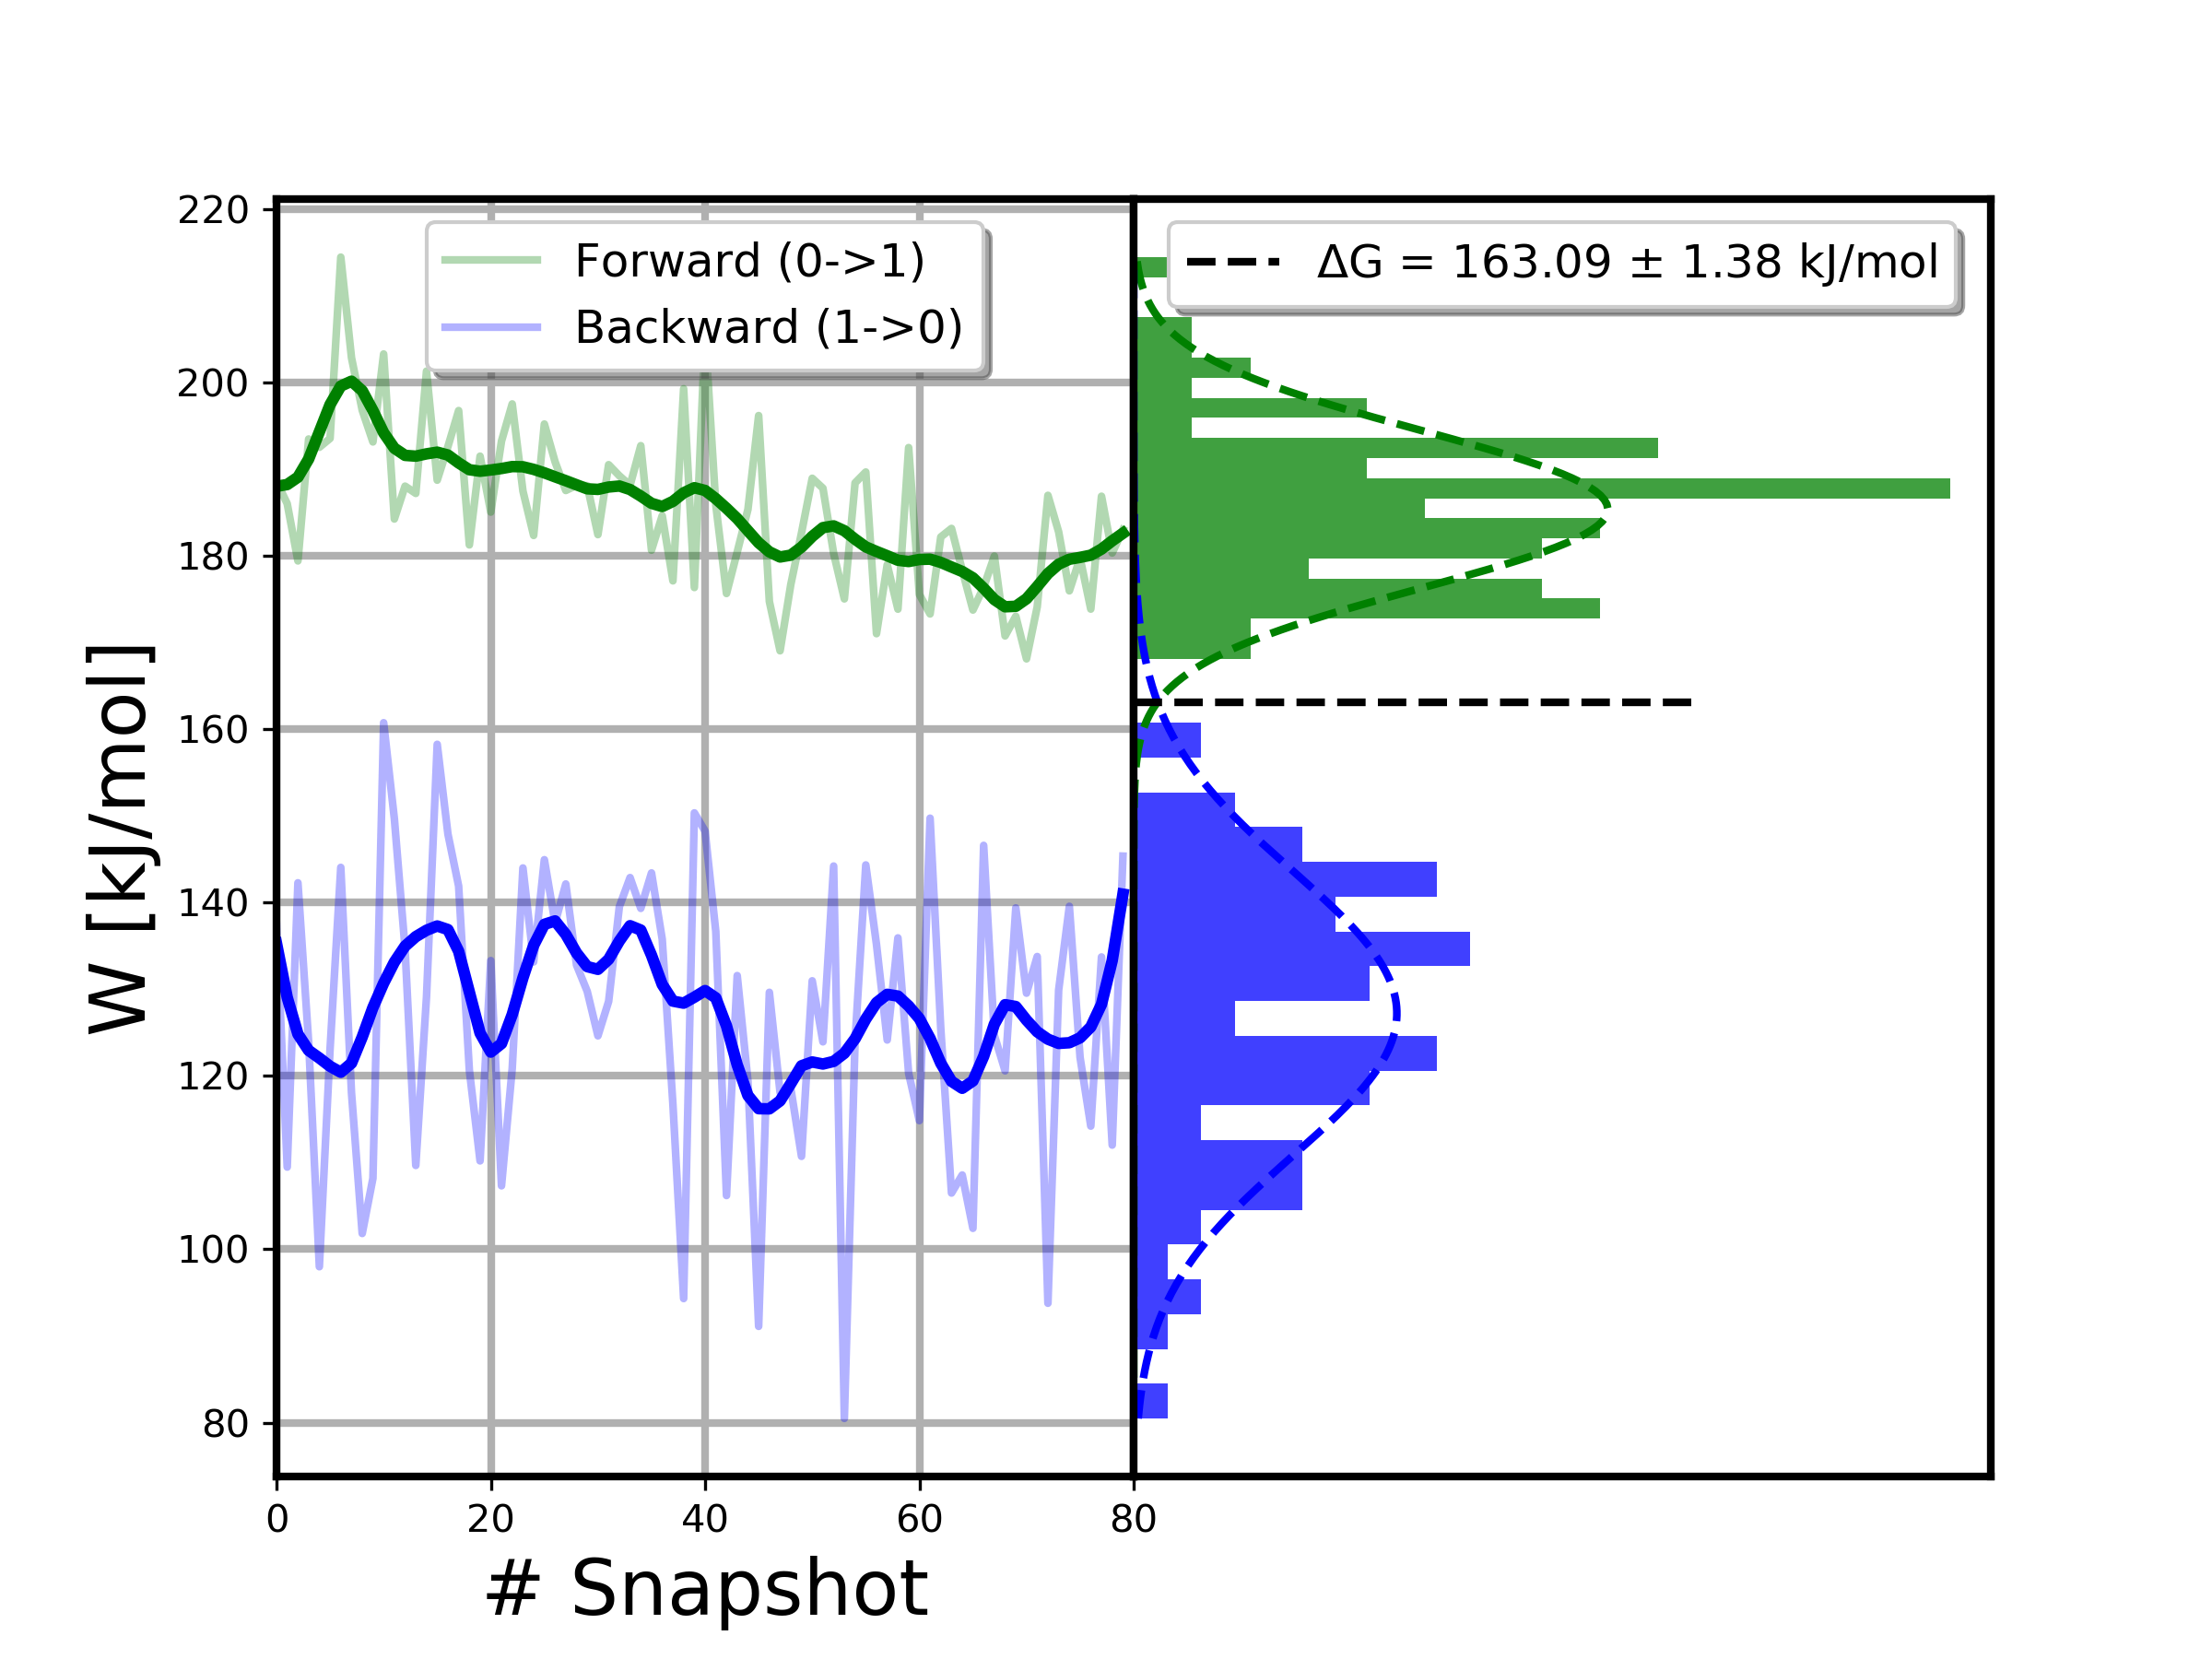 220
200
180
160
140
120
100
80
W [kJ/mol]
0
20
40
60
80
# Snapshot
Forward (0->1)
Backward (1->0)
ΔG = 163.09 ± 1.38 kJ/mol